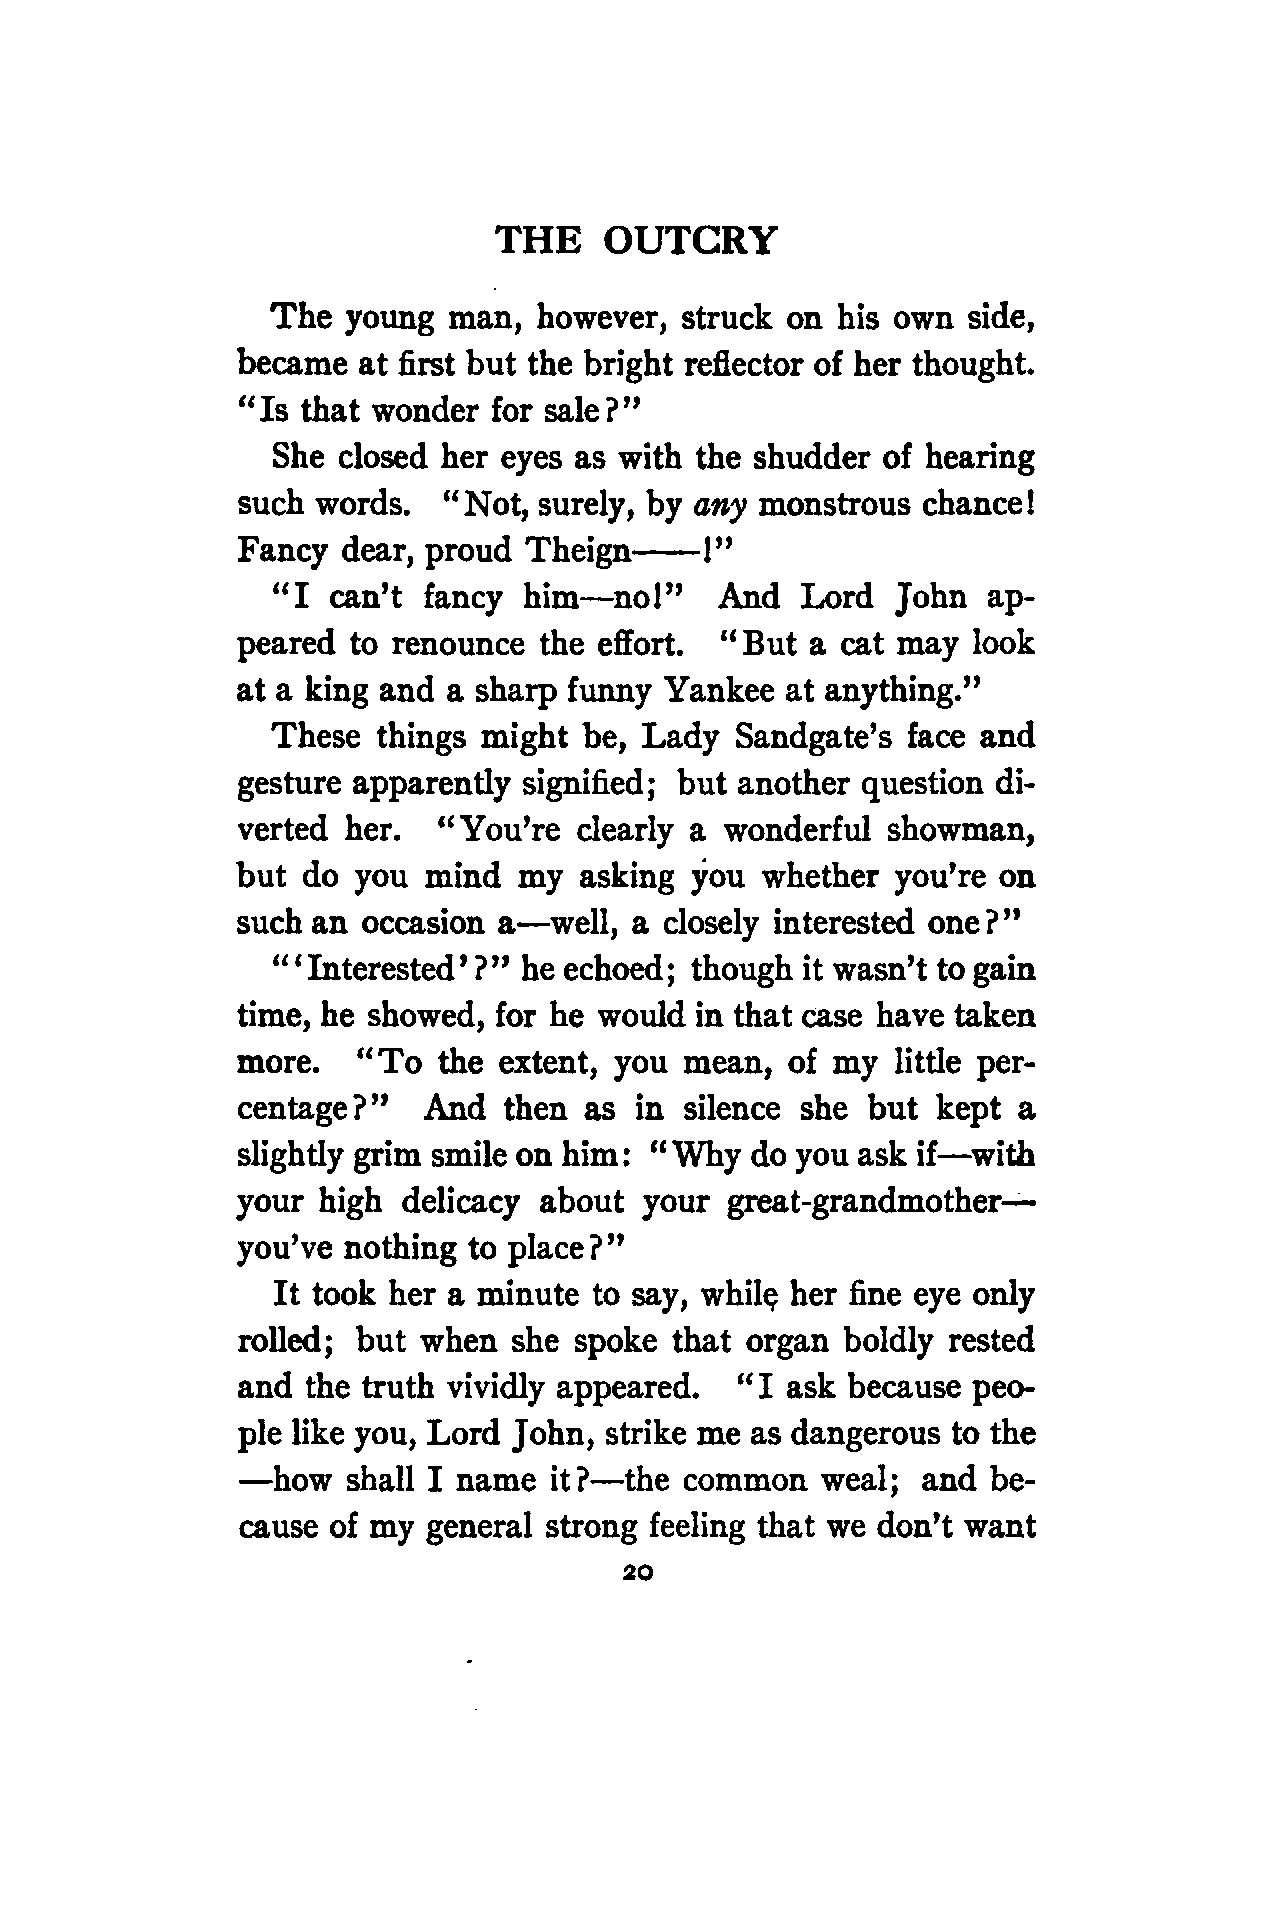 THE OUTCRY
The young man, however, struck on his own side,
became at first but the bright reflector of her thought.
“Is that wonder for sale?”
She closed her eyes as with the shudder of hearing
such words. “Not, surely, by any monstrous chance!
Fancy dear, proud Theign——!”
“I can’t fancy him—no!” And Lord John ap-
peared to renounce the effort. “But a cat may look
at a king and a sharp funny Yankee at anything.”
These things might be, Lady Sandgate’s face and
gesture apparently signified; but another question di-
verted her. “You’re clearly a wonderful showman,
but do you mind my asking you whether you’re on
such an occasion a—well, a closely interested one?”
“‘Interested’?” he echoed; though it wasn’t to gain
time, he showed, for he would in that case have taken
more. “To the extent, you mean, of my little per-
centage?” And then as in silence she but kept a
slightly grim smile on him: “Why do you ask if—with
your high delicacy about your great-grandmother—
you’ve nothing to place?”
It took her a minute to say, while her fine eye only
rolled; but when she spoke that organ boldly rested
and the truth vividly appeared. “I ask because peo-
ple like you, Lord John, strike me as dangerous to the
—how shall I name it?—the common weal; and be-
cause of my general strong feeling that we don’t want
20